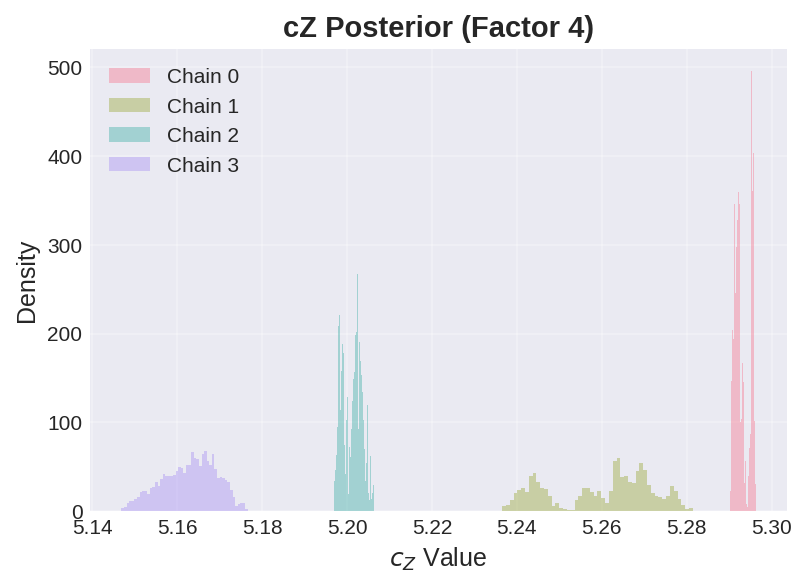 cZ Posterior (Factor 4)
Chain 0
Chain 1
Chain 2
Chain 3
Density
500
400
300
200
100
0
5.14 5.16 5.18 5.20 5.22 5.24 5.26 5.28 5.30
c_Z Value